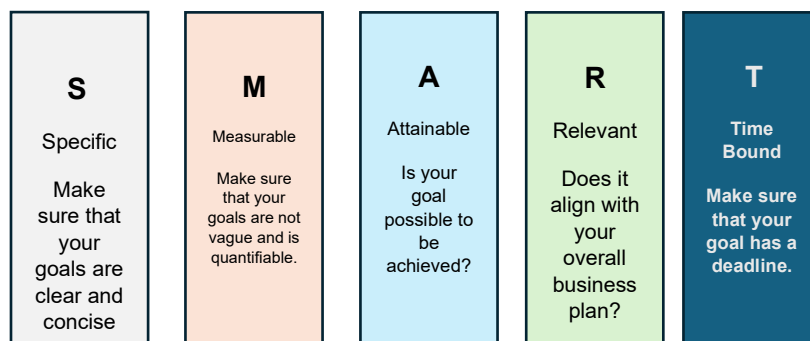 S
Specific
Make
sure that
your
goals are
clear and
concise
M
Measurable
Make sure
that your
goals are not
vague and is
quantifiable.
A
Attainable
Is your
goal
possible to
be
achieved?
R
Relevant
Does it
align with
your
overall
business
plan?
T
Time
Bound
Make sure
that your
goal has a
deadline.